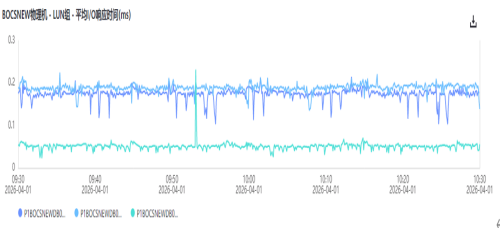 BOCSNEW物理机 - LUN组 - 平均I/O响应时间(ms)
0.3
0.2
0.1
0
09:30 09:40 09:50 10:00 10:10 10:20 10:30
2026-04-01 2026-04-01 2026-04-01 2026-04-01 2026-04-01 2026-04-01 2026-04-01
P1BOCSNEWDB0... P1BOCSNEWDB0... P1BOCSNEWDB0...